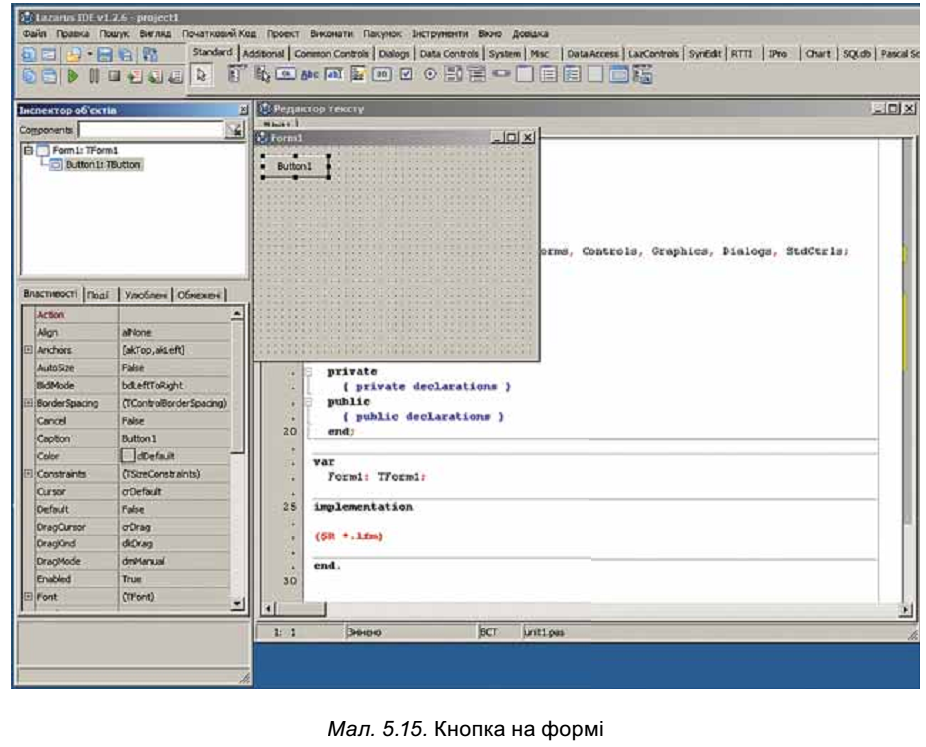 Lazarus IDE v1.2.6 - project1
Файл Правка Пошук Вигляд Початковий Код Проект Виконати Пакунок Інструменти Вікно Довідка
Standard Additional Common Controls Dialogs Data Controls System Misc Data Access LazControls SynEdit RTTI IPro Chart SQLdb Pascal Sc
Інспектор об'єктів
Components
Form1: TForm1
Button1: TButton
Властивості Події Улюблені Обмежені
Action
Align alNone
Anchors [akTop,akLeft]
AutoSize False
BidiMode bdLeftToRight
BorderSpacing (TControlBorderSpacing)
Cancel False
Caption Button1
Color clDefault
Constraints (TSizeConstraints)
Cursor crDefault
Default False
DragCursor crDrag
DragKind dkDrag
DragMode dmManual
Enabled True
Font (TFont)
Редактор тексту
Form1
Button1
orms, Controls, Graphics, Dialogs, StdCtrls;
private
{ private declarations }
public
{ public declarations }
20 end;
var
Form1: TForm1;
25 implementation
{$R *.lfm}
end.
30
1: 1 Змінено ВСТ unit1.pas
Мал. 5.15. Кнопка на формі